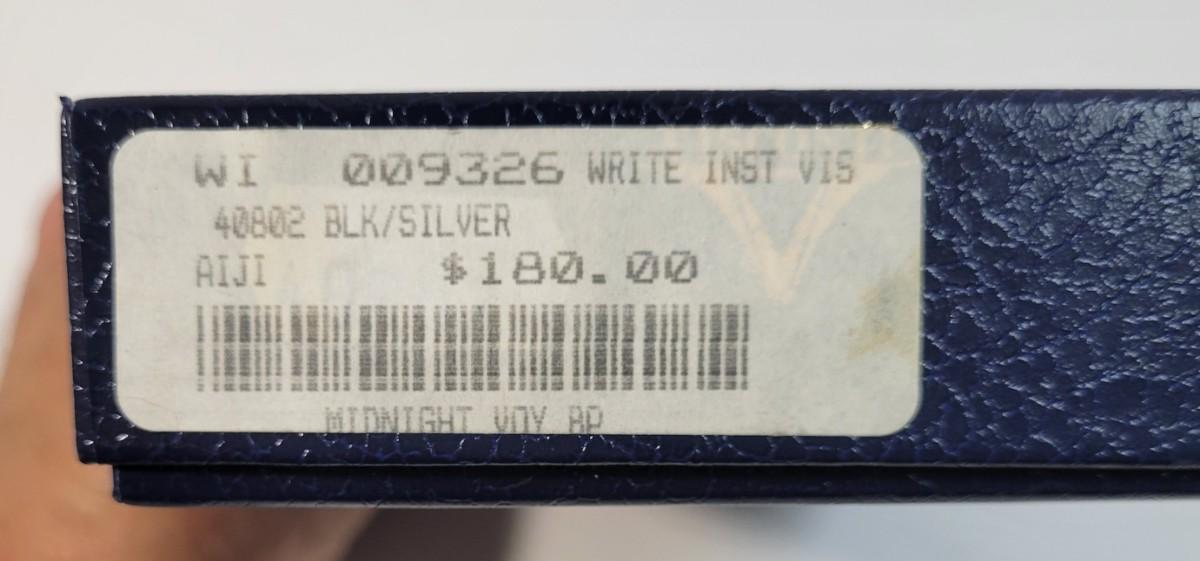 WI 009326 WRITE INST VIS
40802 BLK/SILVER
AIJI $180.00
MIDNIGHT VOY BP